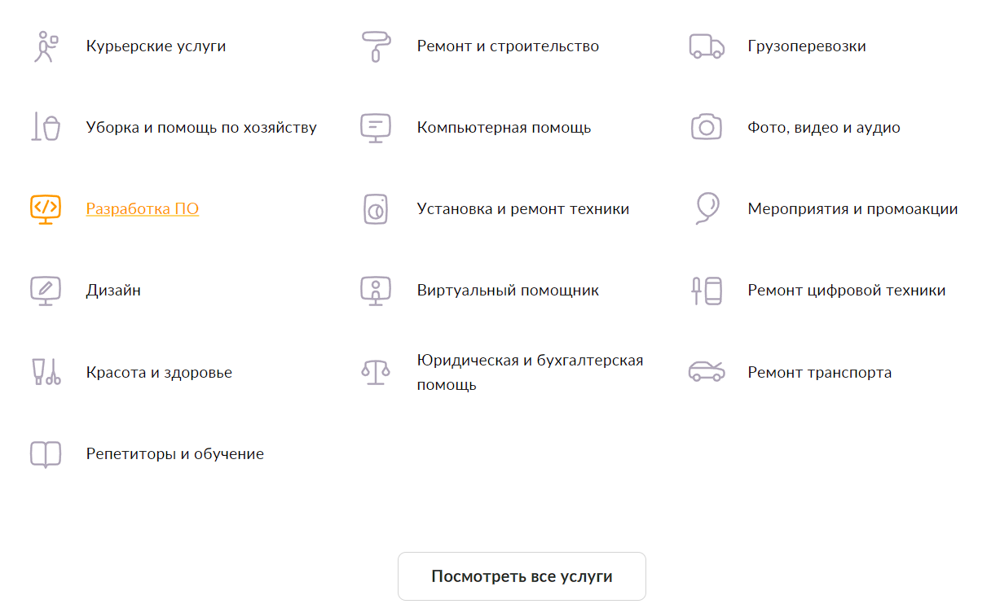 Курьерские услуги
Ремонт и строительство
Грузоперевозки
Уборка и помощь по хозяйству
Компьютерная помощь
Фото, видео и аудио
Разработка ПО
Установка и ремонт техники
Мероприятия и промоакции
Дизайн
Виртуальный помощник
Ремонт цифровой техники
Красота и здоровье
Юридическая и бухгалтерская
помощь
Ремонт транспорта
Репетиторы и обучение
Посмотреть все услуги